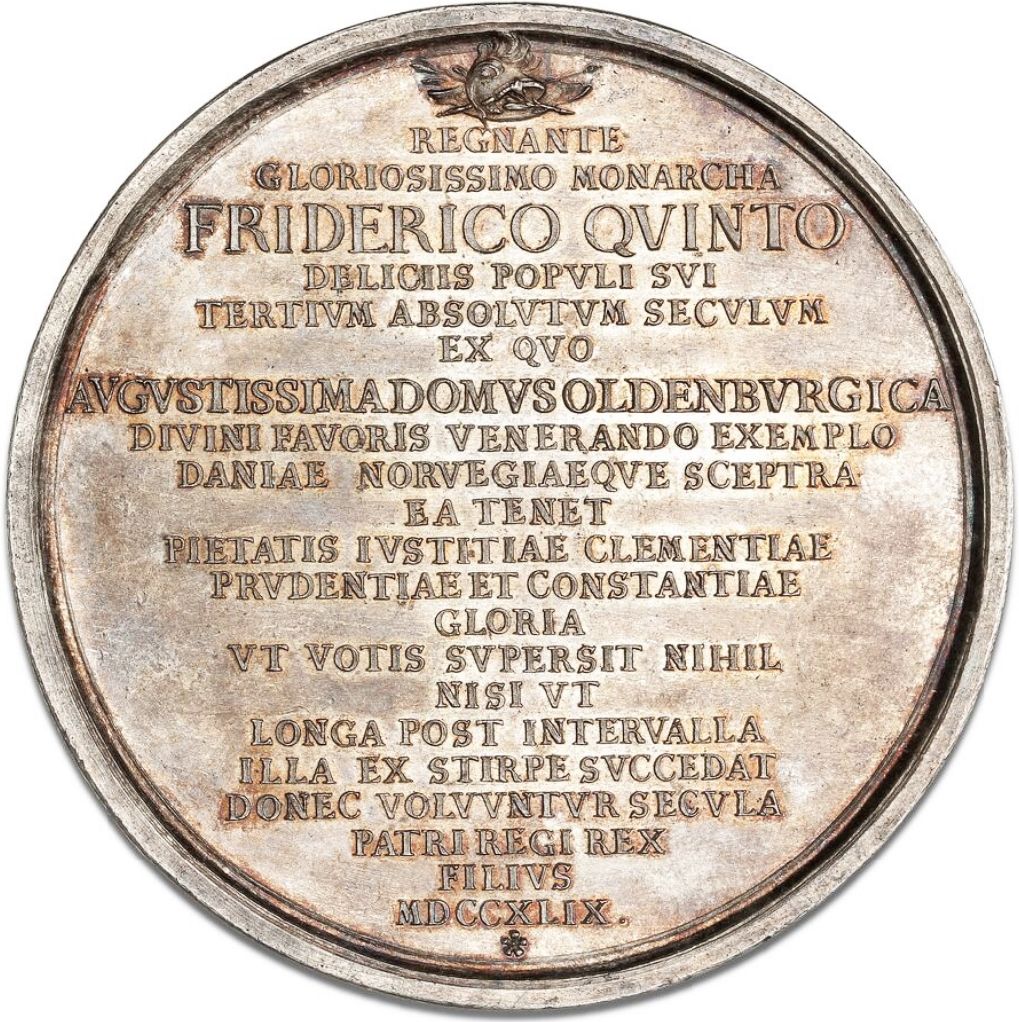 REGNANTE
GLORIOSISSIMO MONARCHA
FRIDERICO QVINTO
DELICIIS POPVLI SVI
TERTIVM ABSOLVTVM SECVLVM
EX QVO
AVGVSTISSIMA DOMVS OLDENBVRGICA
DIVINI FAVORIS VENERANDO EXEMPLO
DANIAE NORVEGIAEQVE SCEPTRA
EA TENET
PIETATIS IVSTITIAE CLEMENTIAE
PRVDENTIAE ET CONSTANTIAE
GLORIA
VT VOTIS SVPERSIT NIHIL
NISI VT
LONGA POST INTERVALLA
ILLA EX STIRPE SVCCEDAT
DONEC VOLVVNTVR SECVLA
PATRI REGI REX
FILIVS
MDCCXLIX.